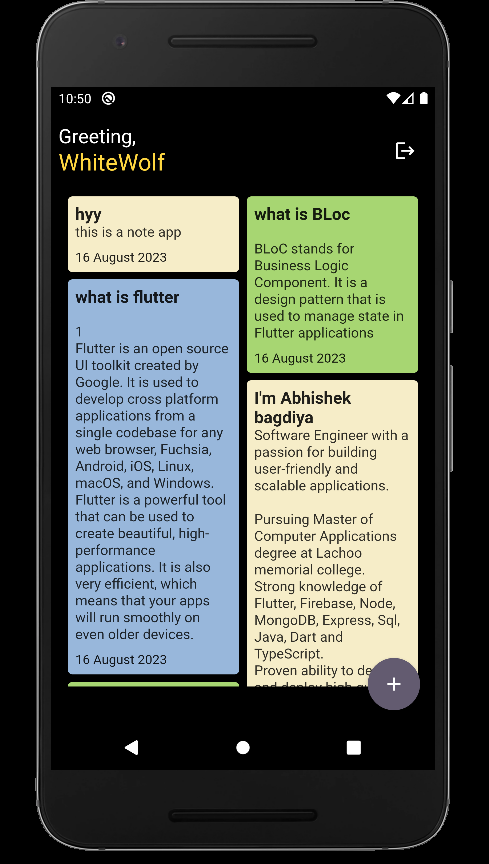 10:50
Greeting,
WhiteWolf
hyy
this is a note app
16 August 2023
what is flutter
1
Flutter is an open source
UI toolkit created by
Google. It is used to
develop cross platform
applications from a
single codebase for any
web browser, Fuchsia,
Android, iOS, Linux,
macOS, and Windows.
Flutter is a powerful tool
that can be used to
create beautiful, high-
performance
applications. It is also
very efficient, which
means that your apps
will run smoothly on
even older devices.
16 August 2023
what is BLoc
BLoC stands for
Business Logic
Component. It is a
design pattern that is
used to manage state in
Flutter applications
16 August 2023
I'm Abhishek
bagdiya
Software Engineer with a
passion for building
user-friendly and
scalable applications.
Pursuing Master of
Computer Applications
degree at Lachoo
memorial college.
Strong knowledge of
Flutter, Firebase, Node,
MongoDB, Express, Sql,
Java, Dart and
TypeScript.
Proven ability to
and deploy